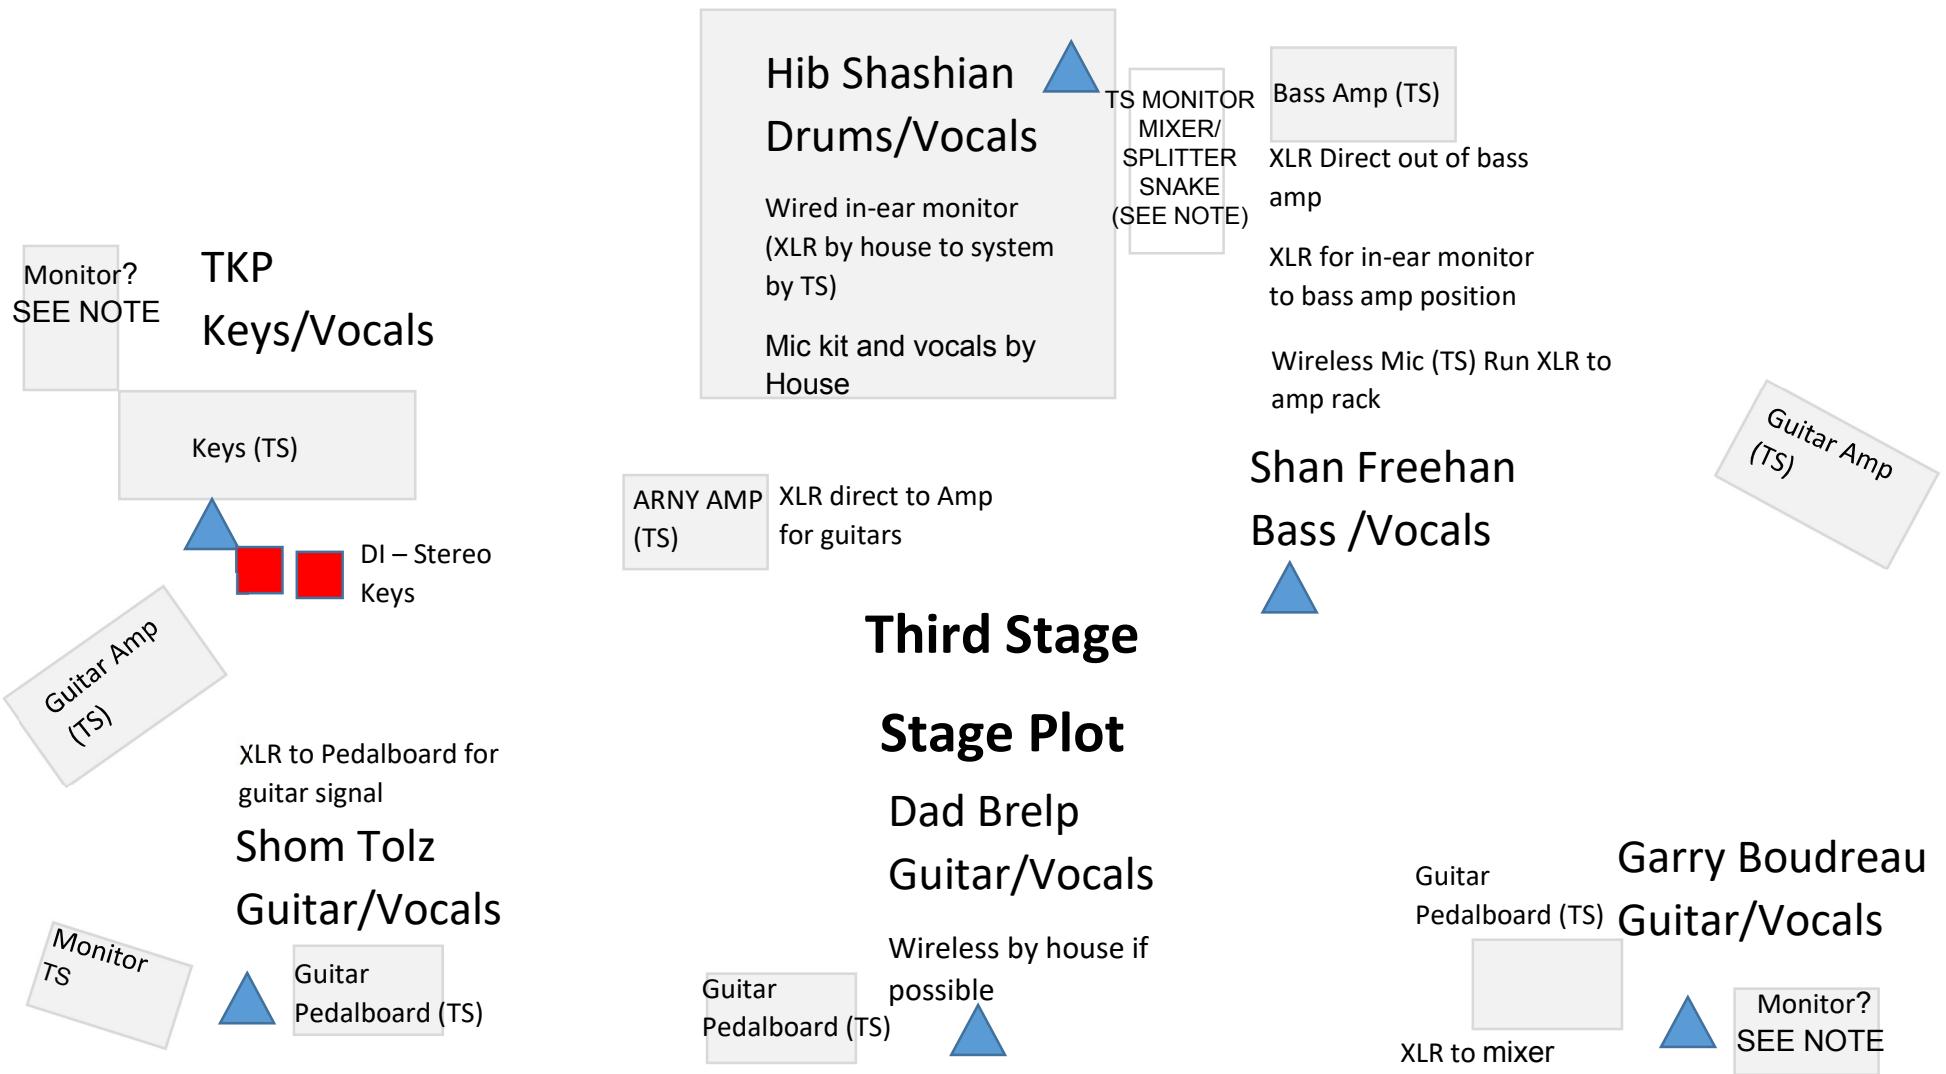 Hib Shashian
Drums/Vocals
Wired in-ear monitor
(XLR by house to system
by TS)
Mic kit and vocals by
House
TS MONITOR
MIXER/
SPLITTER
SNAKE
(SEE NOTE)
Bass Amp (TS)
XLR Direct out of bass
amp
XLR for in-ear monitor
to bass amp position
Wireless Mic (TS) Run XLR to
amp rack
Shan Freehan
Bass /Vocals
Guitar Amp
(TS)
Monitor?
SEE NOTE
TKP
Keys/Vocals
Keys (TS)
DI – Stereo
Keys
ARNY AMP
(TS)
XLR direct to Amp
for guitars
Third Stage
Stage Plot
Guitar Amp
(TS)
XLR to Pedalboard for
guitar signal
Shom Tolz
Guitar/Vocals
Monitor
TS
Guitar
Pedalboard (TS)
Dad Brelp
Guitar/Vocals
Wireless by house if
possible
Guitar
Pedalboard (TS)
Garry Boudreau
Guitar/Vocals
Guitar
Pedalboard (TS)
XLR to mixer
Monitor?
SEE NOTE